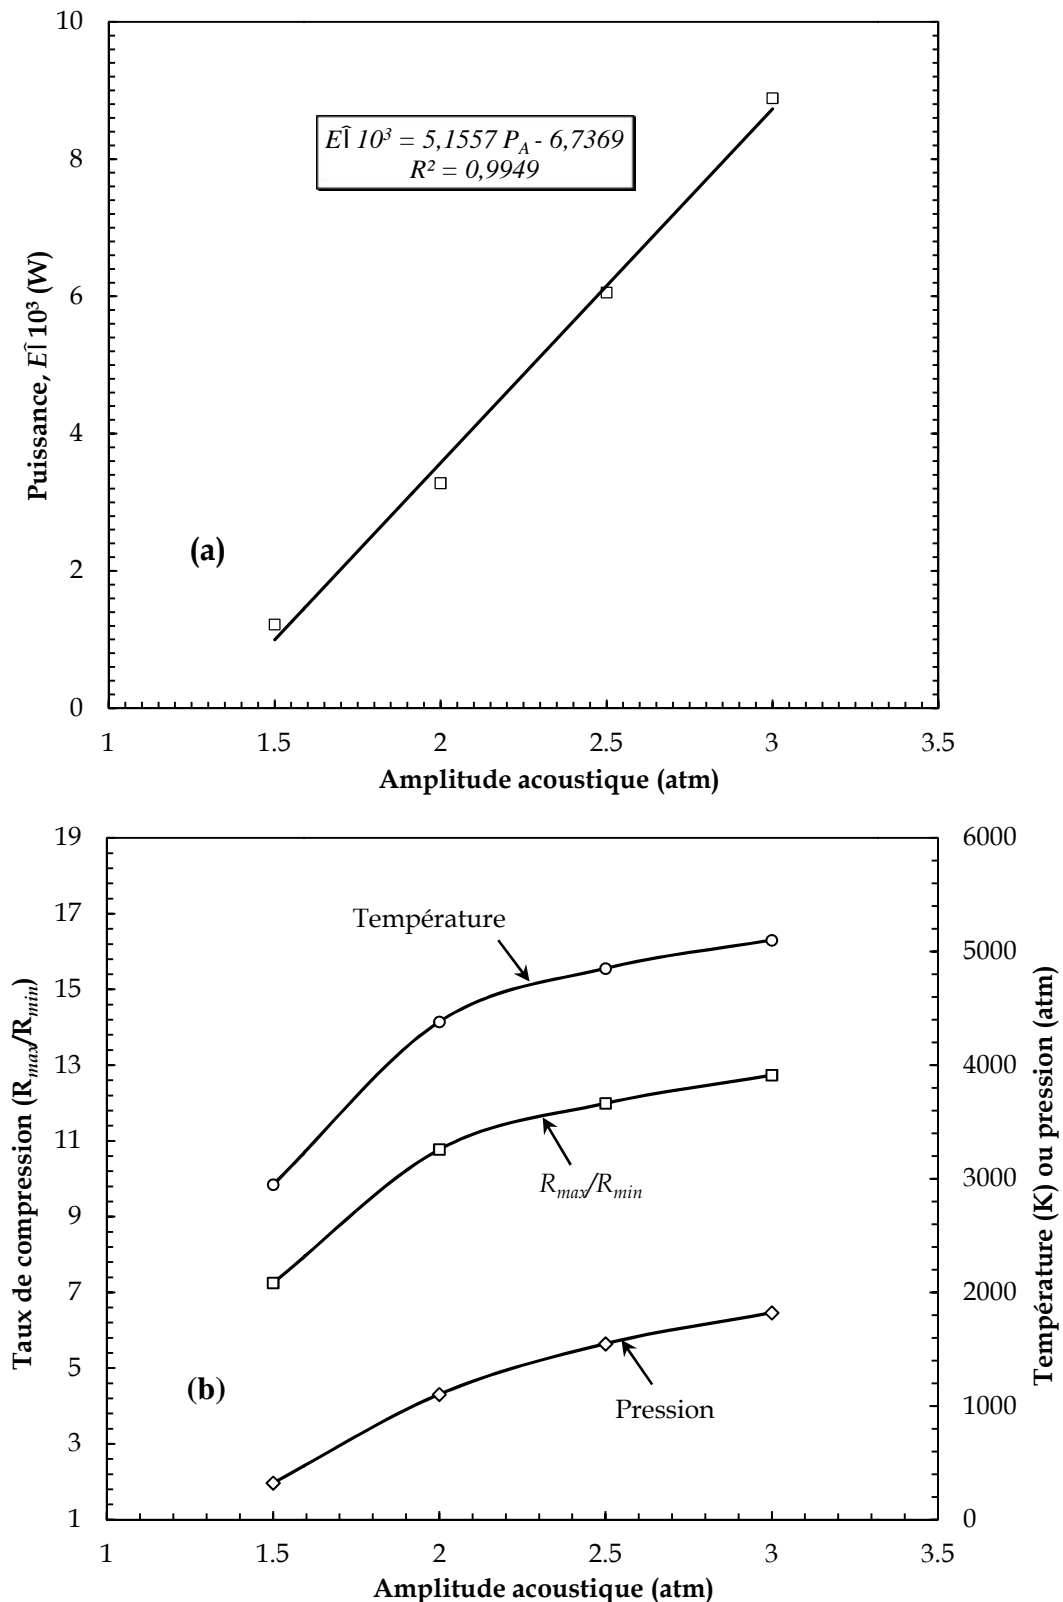 10
8
6
4
2
0
EÎ 10³ = 5,1557 P_A - 6,7369
R² = 0,9949
Puissance, EÎ 10³ (W)
(a)
1 1.5 2 2.5 3 3.5
Amplitude acoustique (atm)
19
17
15
13
11
9
7
5
3
1
6000
5000
4000
3000
2000
1000
0
Taux de compression (R_max/R_min)
Température (K) ou pression (atm)
Température
R_max/R_min
Pression
(b)
1 1.5 2 2.5 3 3.5
Amplitude acoustique (atm)